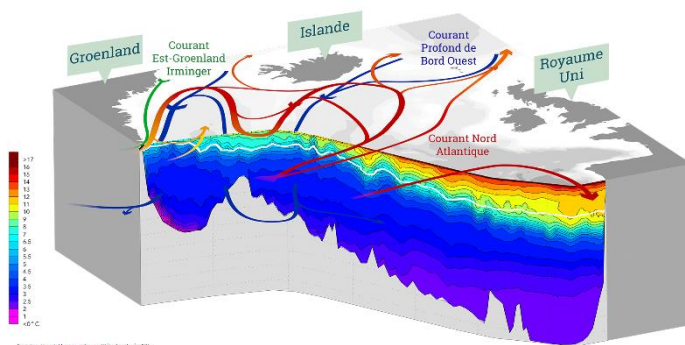 Groenland
Courant
Est-Groenland
Irminger
Islande
Courant
Profond de
Bord Ouest
Royaume
Uni
Courant Nord
Atlantique
>17
16
15
14
13
12
11
10
9
8
7
6.5
6
5.5
5
4.5
4
3.5
3
2.5
2
1
<0 °C